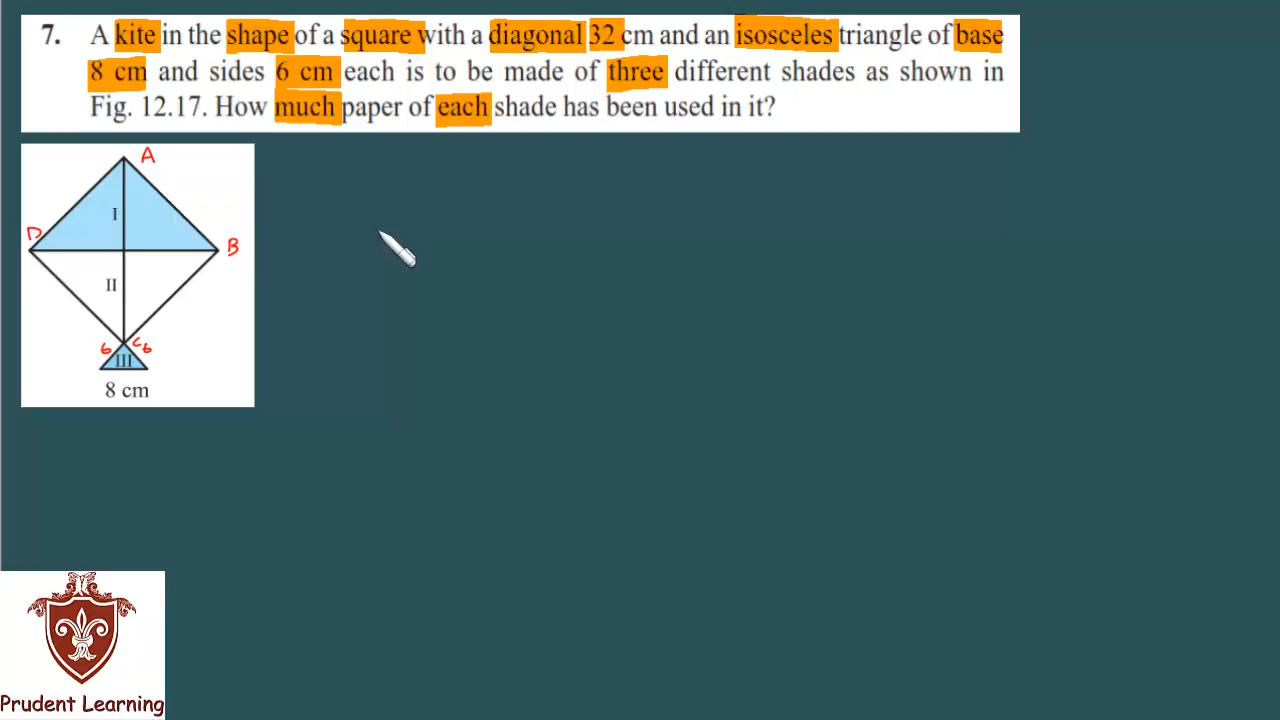 7. A kite in the shape of a square with a diagonal 32 cm and an isosceles triangle of base
8 cm and sides 6 cm each is to be made of three different shades as shown in
Fig. 12.17. How much paper of each shade has been used in it?
A
I
D
B
II
6 C 6
III
8 cm
Prudent Learning